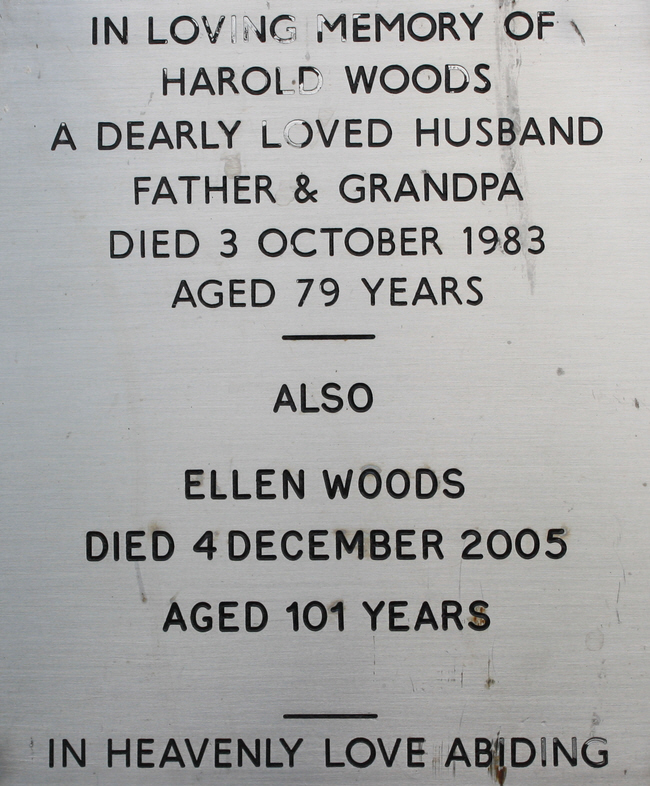 IN LOVING MEMORY OF
HAROLD WOODS
A DEARLY LOVED HUSBAND
FATHER & GRANDPA
DIED 3 OCTOBER 1983
AGED 79 YEARS
ALSO
ELLEN WOODS
DIED 4 DECEMBER 2005
AGED 101 YEARS
IN HEAVENLY LOVE ABIDING